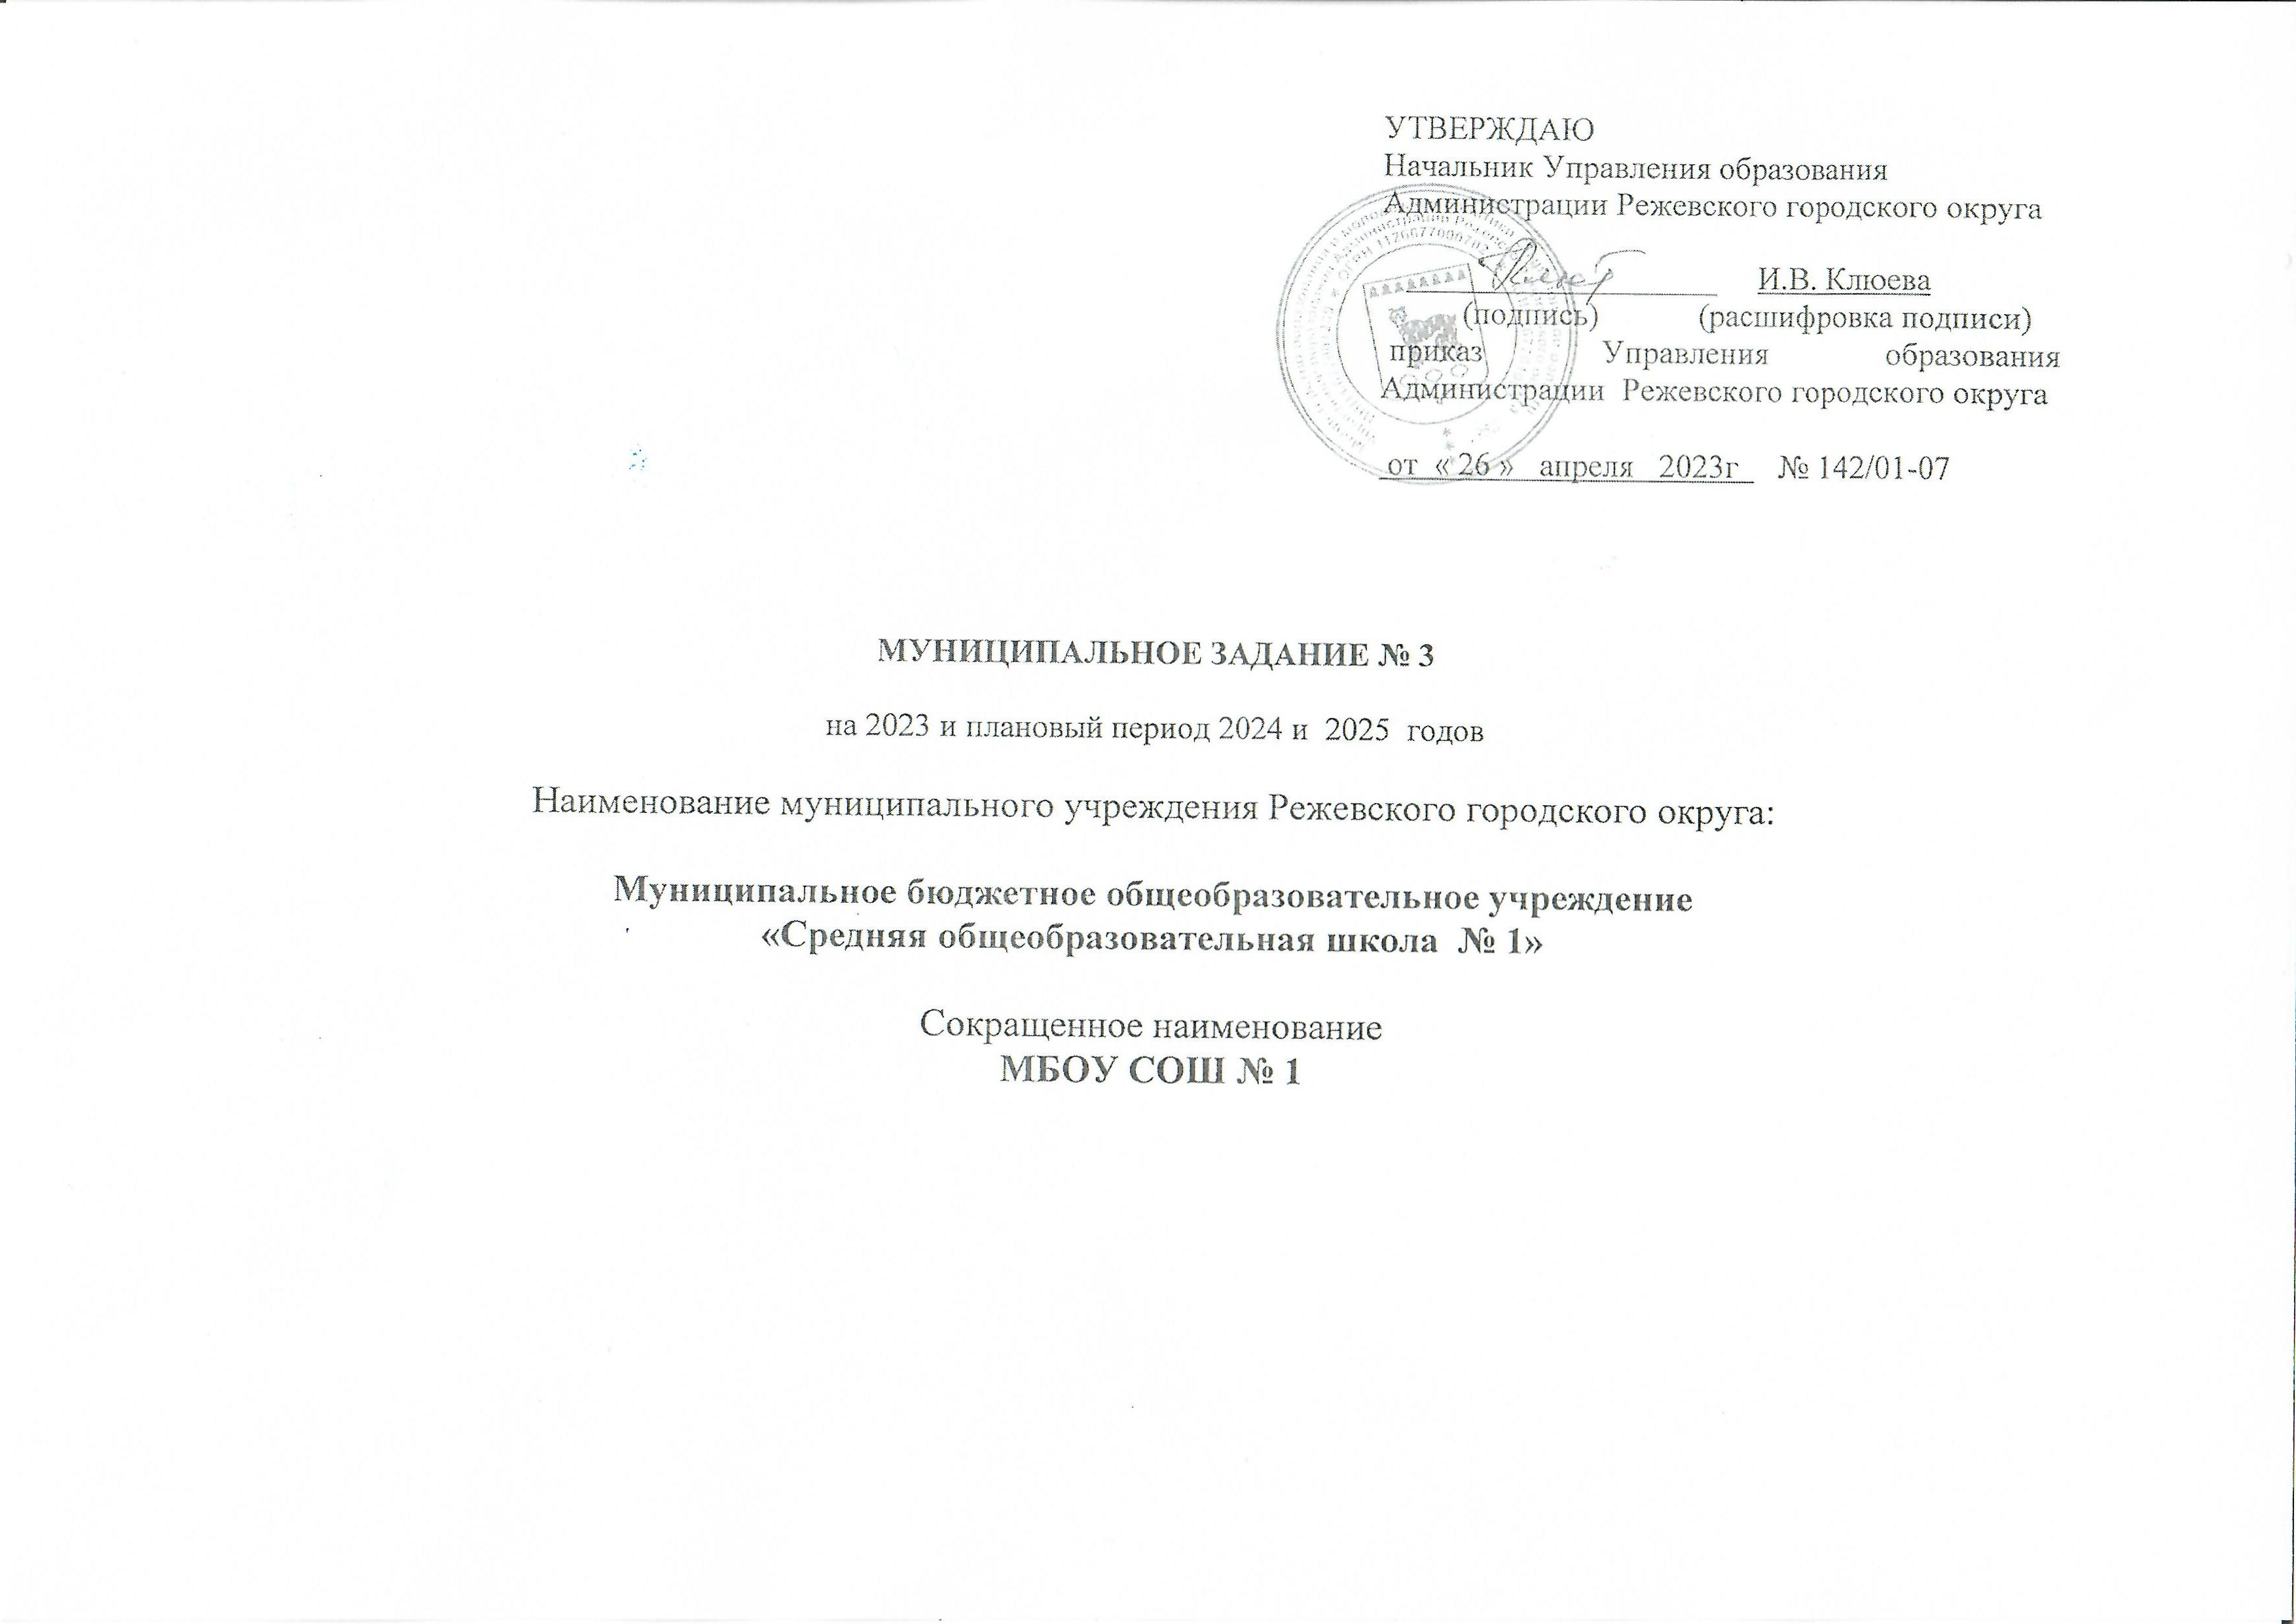 УТВЕРЖДАЮ
Начальник Управления образования
Администрации Режевского городского округа
И.В. Клюева
(подпись) (расшифровка подписи)
приказ Управления образования
Администрации Режевского городского округа
от « 26 » апреля 2023г № 142/01-07
МУНИЦИПАЛЬНОЕ ЗАДАНИЕ № 3
на 2023 и плановый период 2024 и 2025 годов
Наименование муниципального учреждения Режевского городского округа:
Муниципальное бюджетное общеобразовательное учреждение
«Средняя общеобразовательная школа № 1»
Сокращенное наименование
МБОУ СОШ № 1